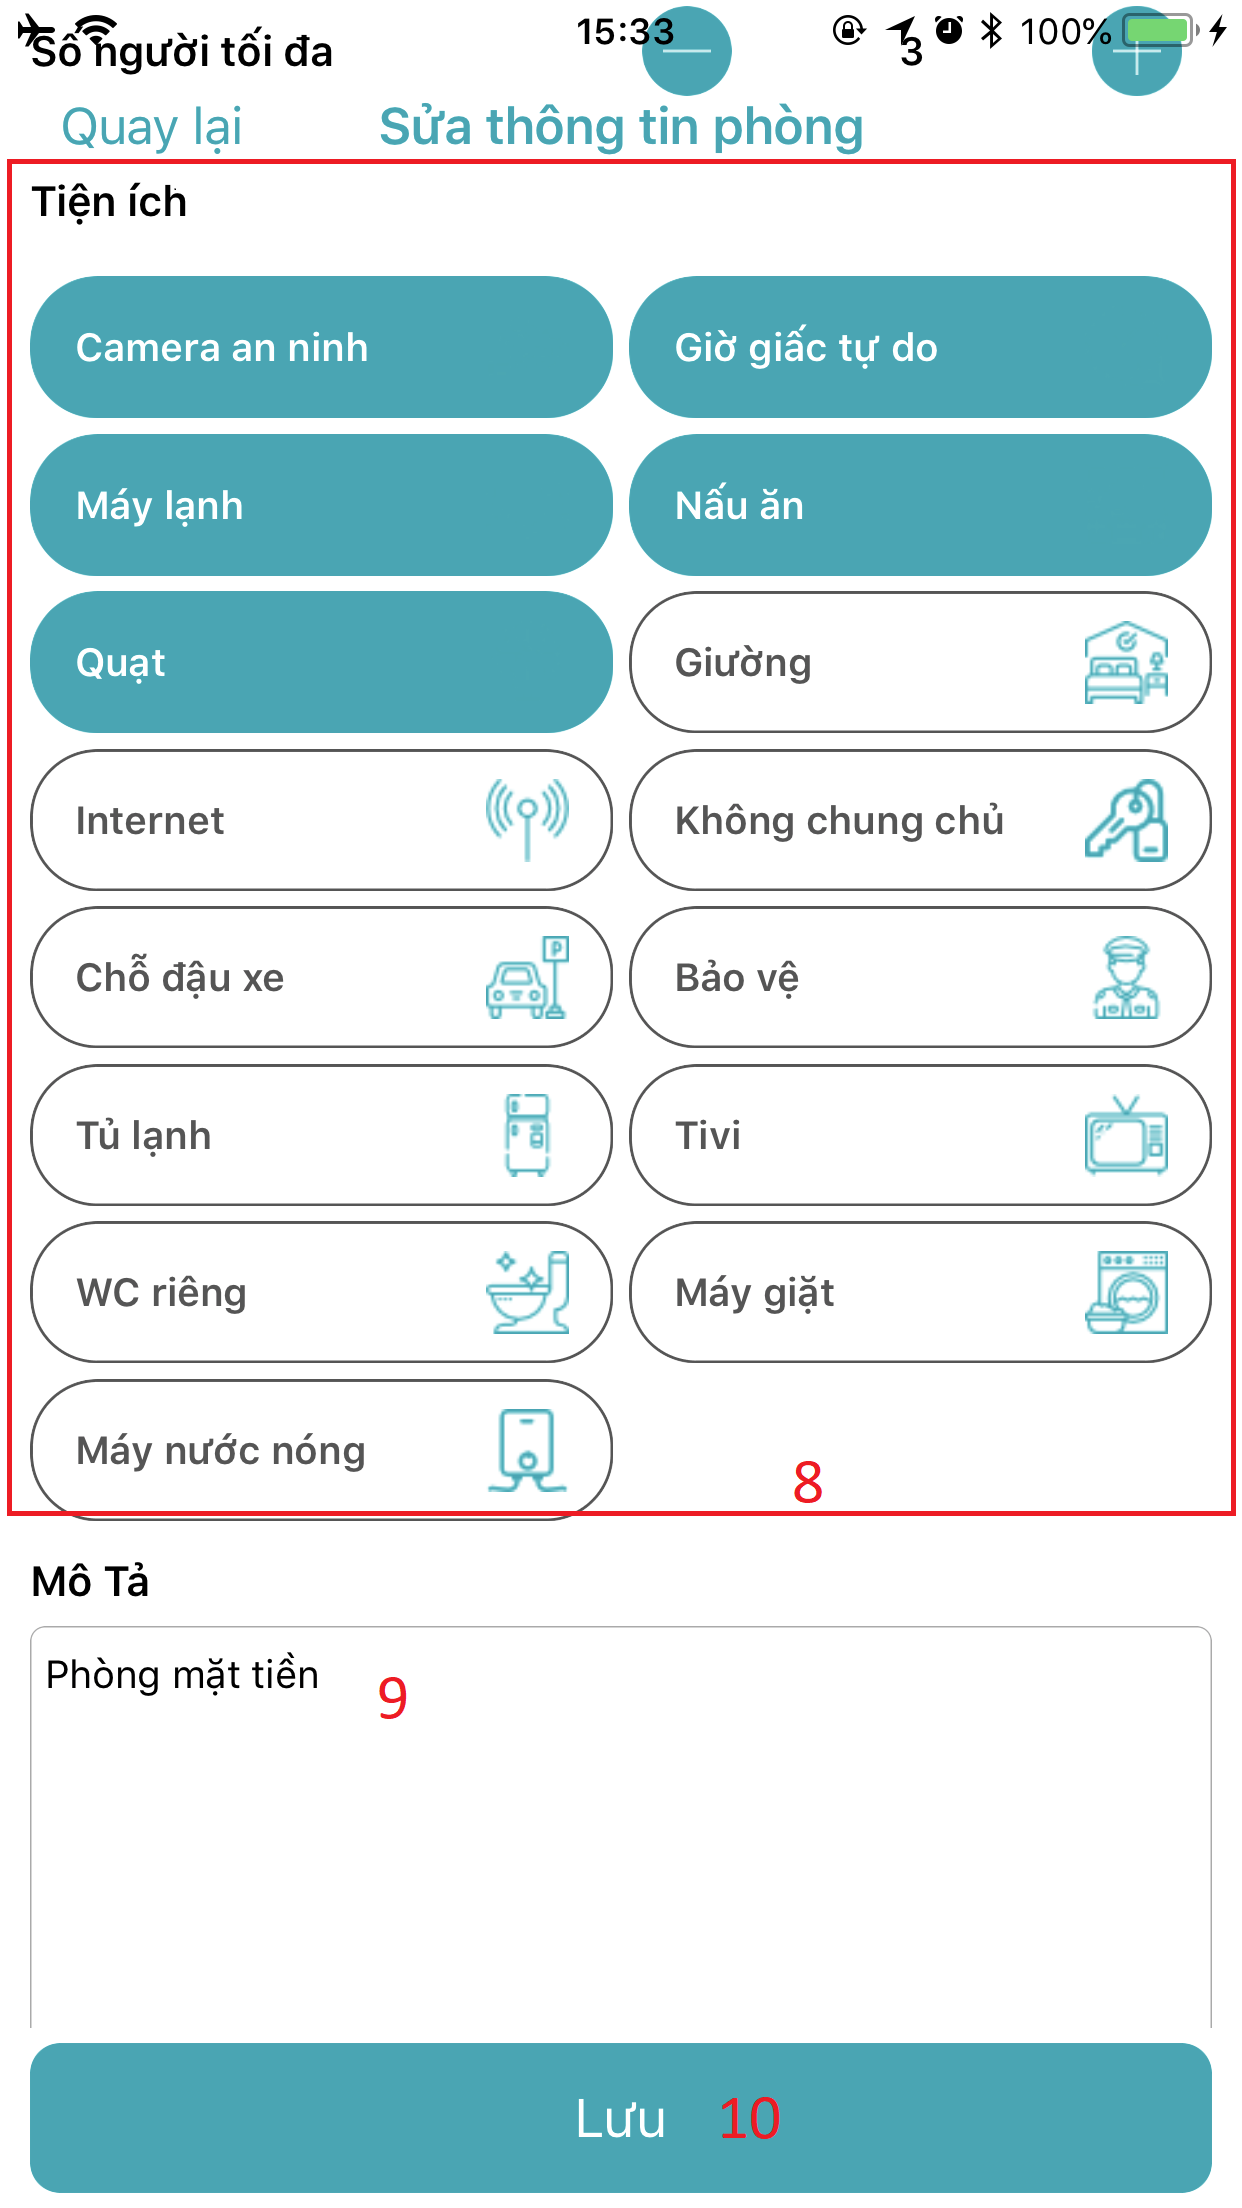 15:33
100%
Số người tối đa
3
Quay lại
Sửa thông tin phòng
Tiện ích
Camera an ninh
Giờ giấc tự do
Máy lạnh
Nấu ăn
Quạt
Giường
Internet
Không chung chủ
Chỗ đậu xe
P
Bảo vệ
Tủ lạnh
Tivi
WC riêng
Máy giặt
Máy nước nóng
8
Mô Tả
Phòng mặt tiền
9
Lưu 10